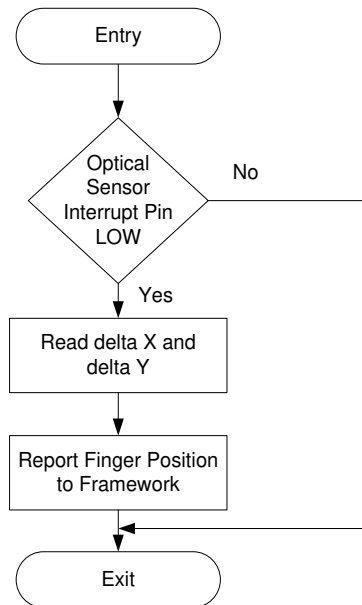 Entry
Optical
Sensor
Interrupt Pin
LOW
No
Yes
Read delta X and
delta Y
Report Finger Position
to Framework
Exit